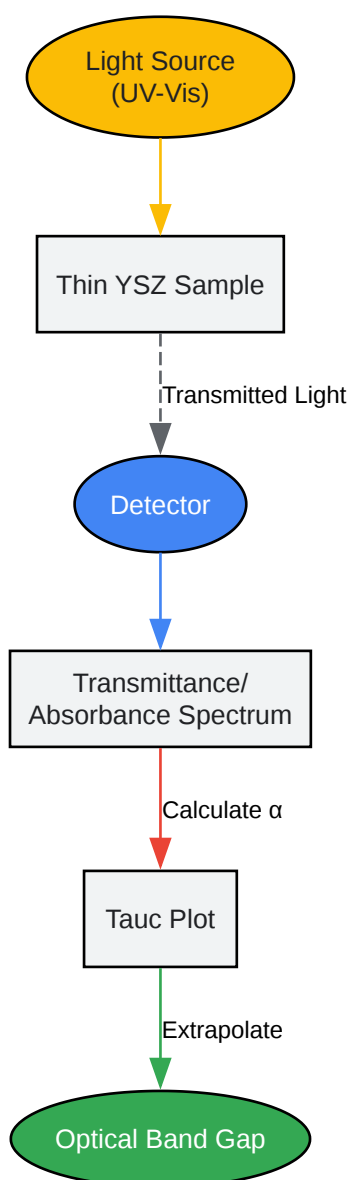 Light Source
(UV-Vis)
Thin YSZ Sample
Transmitted Light
Detector
Transmittance/
Absorbance Spectrum
Calculate α
Tauc Plot
Extrapolate
Optical Band Gap